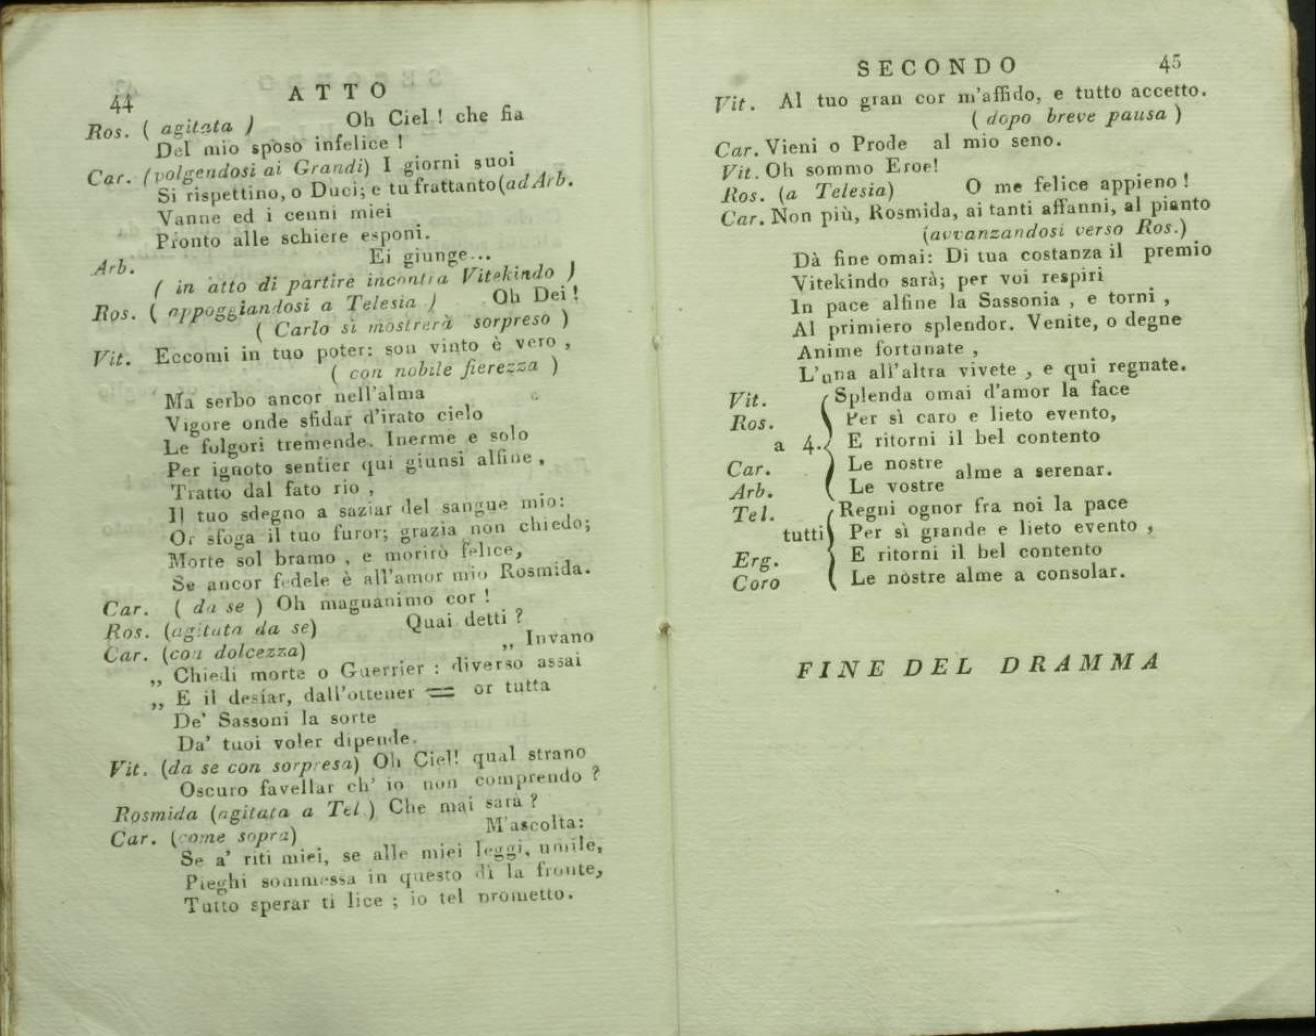 44
ATTO
Ros. ( agitata ) Oh Ciel ! che fia
Del mio sposo infelice !
Car. (volgendosi ai Grandi) I giorni suoi
Si rispettino, o Duci; e tu frattanto (ad Arb.
Vanne ed i cenni miei
Pronto alle schiere esponi.
Arb. Ei giunge...
( in atto di partire incontra Vitekindo )
Ros. ( appoggiandosi a Telesia ) Oh Dei !
( Carlo si mostrerà sorpreso )
Vit. Eccomi in tuo poter: son vinto è vero ,
( con nobile fierezza )
Ma serbo ancor nell'alma
Vigore onde sfidar d'irato cielo
Le folgori tremende. Inerme e solo
Per ignoto sentier qui giunsi alfine ,
Tratto dal fato rio ,
Il tuo sdegno a saziar del sangue mio:
Or sfoga il tuo furor; grazia non chiedo;
Morte sol bramo , e morirò felice,
Se ancor fedele è all'amor mio Rosmida.
Car. ( da se ) Oh magnanimo cor !
Ros. (agitata da se) Quai detti ?
Car. (con dolcezza) „ Invano
„ Chiedi morte o Guerrier : diverso assai
„ E il desíar, dall'ottener = or tutta
De' Sassoni la sorte
Da' tuoi voler dipende.
Vit. (da se con sorpresa) Oh Ciel! qual strano
Oscuro favellar ch' io non comprendo ?
Rosmida (agitata a Tel.) Che mai sarà ?
Car. (come sopra) M'ascolta:
Se a' riti miei, se alle miei leggi, umile,
Pieghi sommessa in questo dì la fronte,
Tutto sperar ti lice ; io tel prometto.
SECONDO
45
Vit. Al tuo gran cor m'affido, e tutto accetto.
( dopo breve pausa )
Car. Vieni o Prode al mio seno.
Vit. Oh sommo Eroe!
Ros. (a Telesia) O me felice appieno !
Car. Non più, Rosmida, ai tanti affanni, al pianto
(avvanzandosi verso Ros.)
Dà fine omai: Di tua costanza il premio
Vitekindo sarà; per voi respiri
In pace alfine la Sassonia , e torni ,
Al primiero splendor. Venite, o degne
Anime fortunate ,
L'una all'altra vivete , e qui regnate.
Vit. Splenda omai d'amor la face
Ros. Per sì caro e lieto evento,
a 4. E ritorni il bel contento
Car. Le nostre alme a serenar.
Arb. Le vostre
Tel. Regni ognor fra noi la pace
tutti Per sì grande e lieto evento ,
Erg. E ritorni il bel contento
Coro Le nostre alme a consolar.
FINE DEL DRAMMA